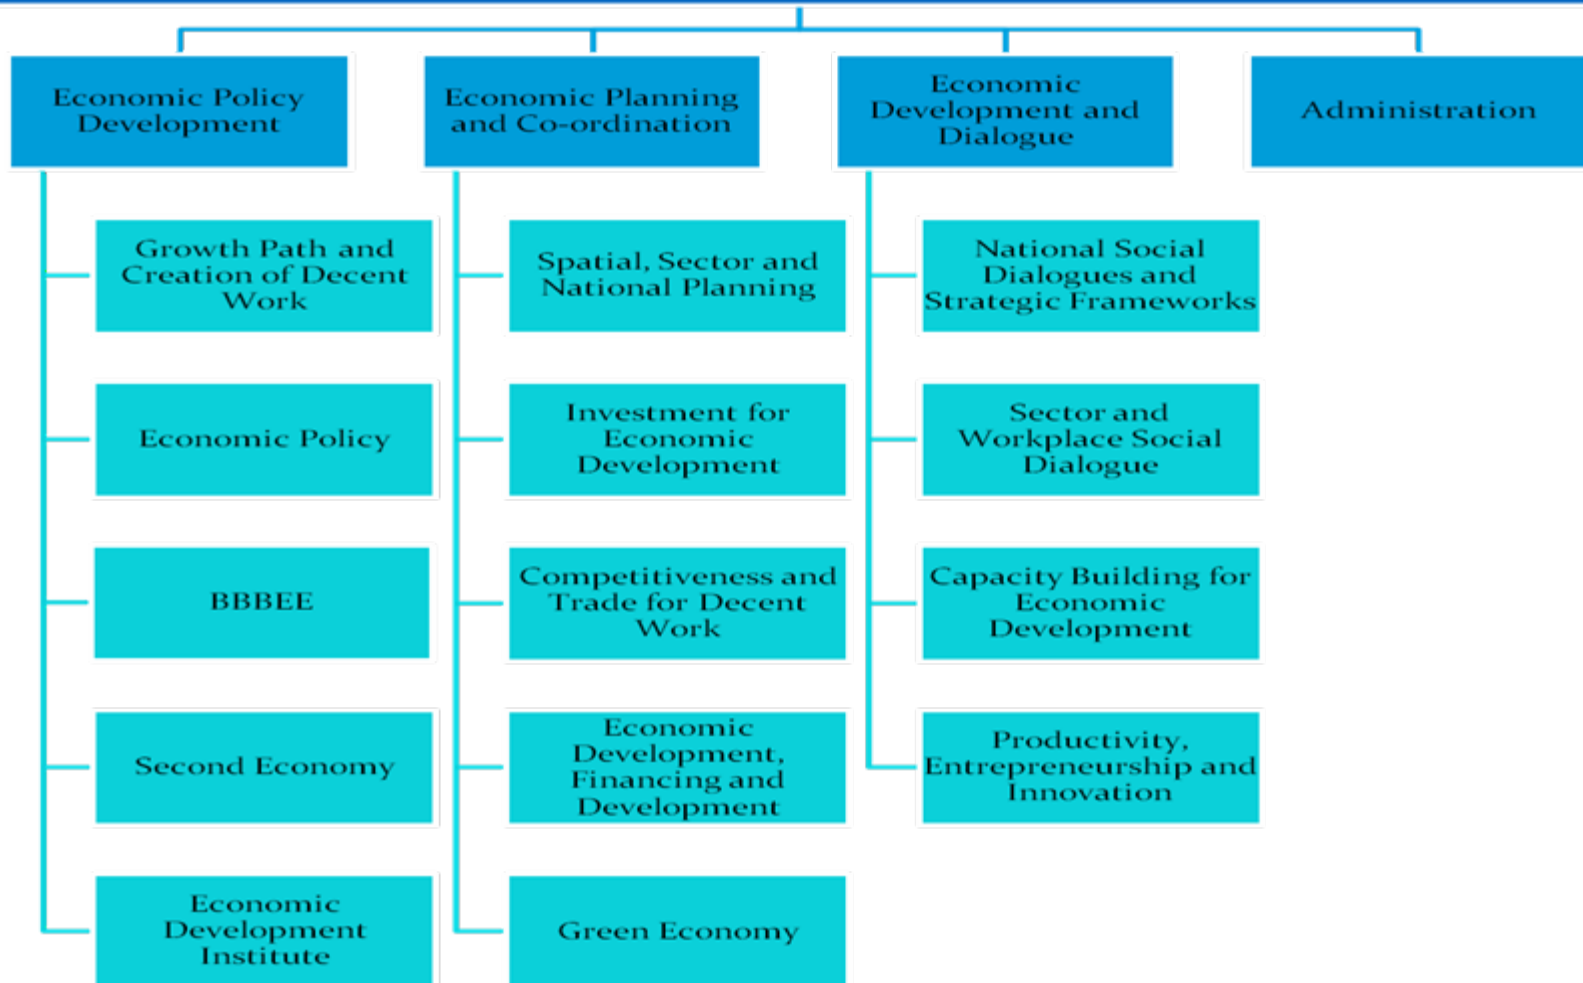 Economic Policy
Development
Economic Planning
and Co-ordination
Economic
Development and
Dialogue
Administration
Growth Path and
Creation of Decent
Work
Economic Policy
BBBEE
Second Economy
Economic
Development
Institute
Spatial, Sector and
National Planning
Investment for
Economic
Development
Competitiveness and
Trade for Decent
Work
Economic
Development,
Financing and
Development
Green Economy
National Social
Dialogues and
Strategic Frameworks
Sector and
Workplace Social
Dialogue
Capacity Building for
Economic
Development
Productivity,
Entrepreneurship and
Innovation